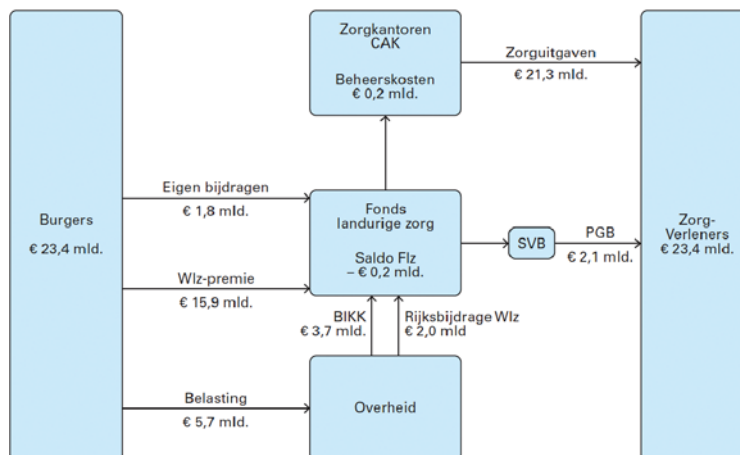 Zorgkantoren
CAK
Beheerskosten
€ 0,2 mld.
Zorguitgaven
€ 21,3 mld.
Eigen bijdragen
€ 1,8 mld.
Burgers
€ 23,4 mld.
Fonds
landurige zorg
Saldo Flz
– € 0,2 mld.
SVB
PGB
€ 2,1 mld.
Zorg-
Verleners
€ 23,4 mld.
Wlz-premie
€ 15,9 mld.
BIKK
€ 3,7 mld.
Rijksbijdrage Wlz
€ 2,0 mld
Belasting
€ 5,7 mld.
Overheid